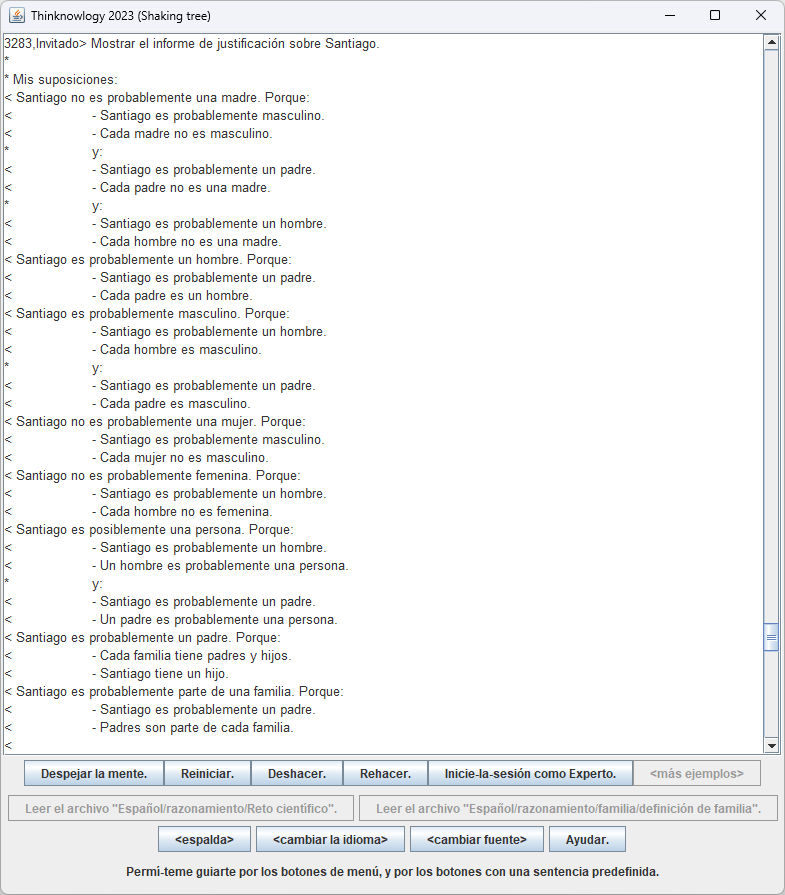 Thinknowlogy 2023 (Shaking tree)
3283,Invitado> Mostrar el informe de justificación sobre Santiago.
*
* Mis suposiciones:
< Santiago no es probablemente una madre. Porque:
< - Santiago es probablemente masculino.
< - Cada madre no es masculino.
* y:
< - Santiago es probablemente un padre.
< - Cada padre no es una madre.
* y:
< - Santiago es probablemente un hombre.
< - Cada hombre no es una madre.
< Santiago es probablemente un hombre. Porque:
< - Santiago es probablemente un padre.
< - Cada padre es un hombre.
< Santiago es probablemente masculino. Porque:
< - Santiago es probablemente un hombre.
< - Cada hombre es masculino.
* y:
< - Santiago es probablemente un padre.
< - Cada padre es masculino.
< Santiago no es probablemente una mujer. Porque:
< - Santiago es probablemente masculino.
< - Cada mujer no es masculino.
< Santiago no es probablemente femenina. Porque:
< - Santiago es probablemente un hombre.
< - Cada hombre no es femenina.
< Santiago es posiblemente una persona. Porque:
< - Santiago es probablemente un hombre.
< - Un hombre es probablemente una persona.
* y:
< - Santiago es probablemente un padre.
< - Un padre es probablemente una persona.
< Santiago es probablemente un padre. Porque:
< - Cada familia tiene padres y hijos.
< - Santiago tiene un hijo.
< Santiago es probablemente parte de una familia. Porque:
< - Santiago es probablemente un padre.
< - Padres son parte de cada familia.
<
Despejar la mente. Reiniciar. Deshacer. Rehacer. Inicie-la-sesión como Experto. <más ejemplos>
Leer el archivo "Español/razonamiento/Reto científico". Leer el archivo "Español/razonamiento/familia/definición de familia".
<espalda> <cambiar la idioma> <cambiar fuente> Ayudar.
Permí-teme guiarte por los botones de menú, y por los botones con una sentencia predefinida.